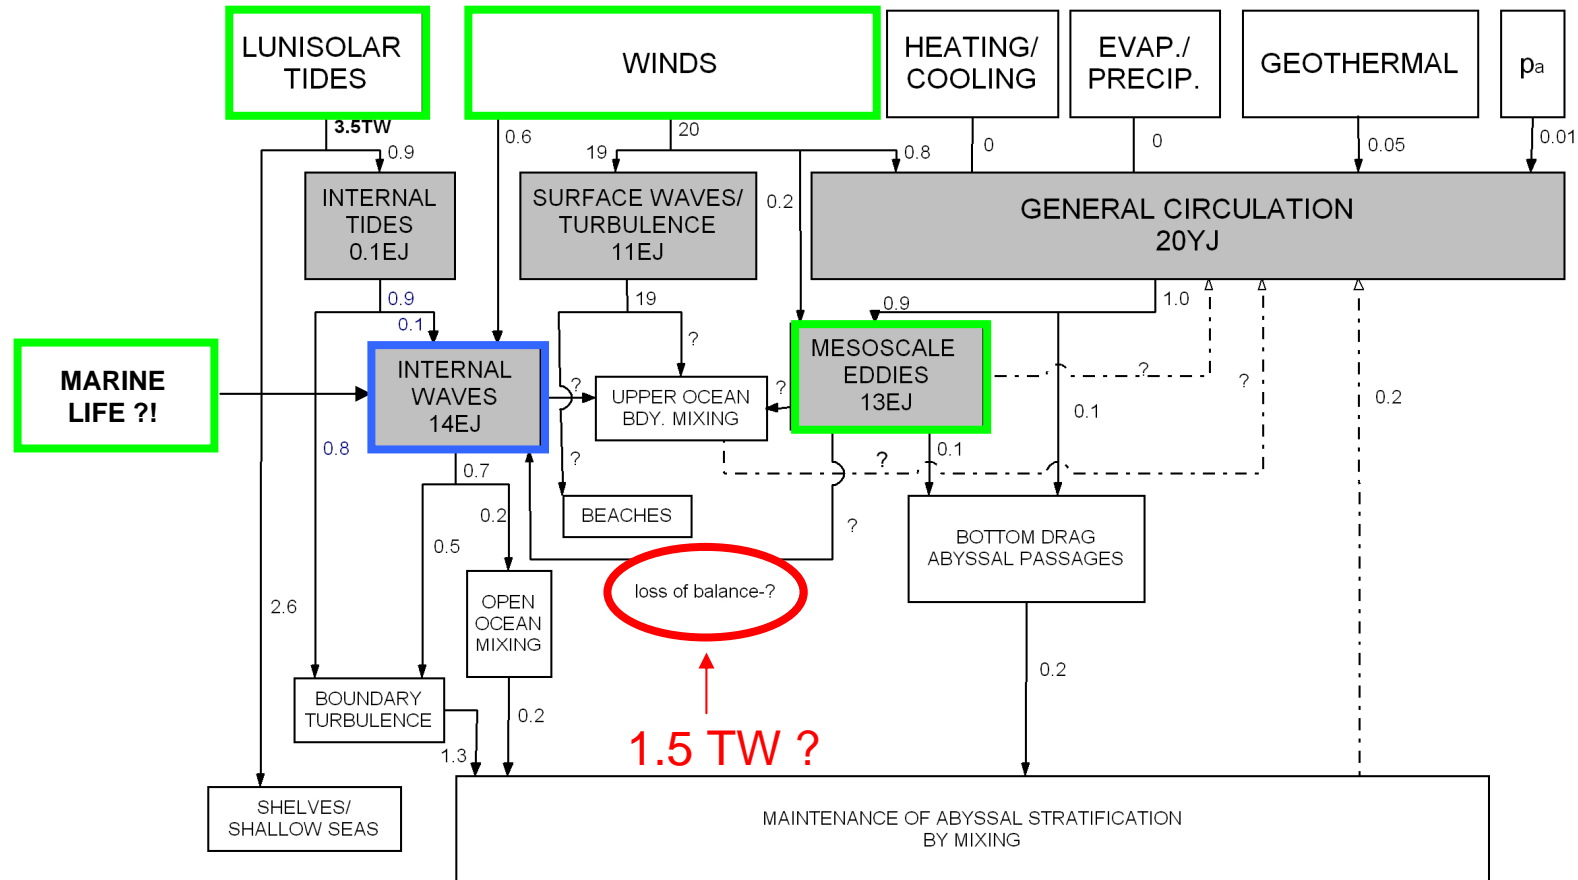 LUNISOLAR
TIDES
WINDS
HEATING/
COOLING
EVAP./
PRECIP.
GEOTHERMAL
pa
3.5TW
0.9
0.6
20
19
0.8
0
0
0.05
0.01
0.2
INTERNAL
TIDES
0.1EJ
SURFACE WAVES/
TURBULENCE
11EJ
GENERAL CIRCULATION
20YJ
0.9
0.1
19
0.9
1.0
?
MARINE
LIFE ?!
INTERNAL
WAVES
14EJ
?
UPPER OCEAN
BDY. MIXING
?
MESOSCALE
EDDIES
13EJ
?
?
0.1
0.2
0.8
0.7
?
0.1
?
0.2
0.5
BEACHES
?
BOTTOM DRAG
ABYSSAL PASSAGES
loss of balance-?
2.6
OPEN
OCEAN
MIXING
0.2
BOUNDARY
TURBULENCE
0.2
1.3
1.5 TW ?
SHELVES/
SHALLOW SEAS
MAINTENANCE OF ABYSSAL STRATIFICATION
BY MIXING